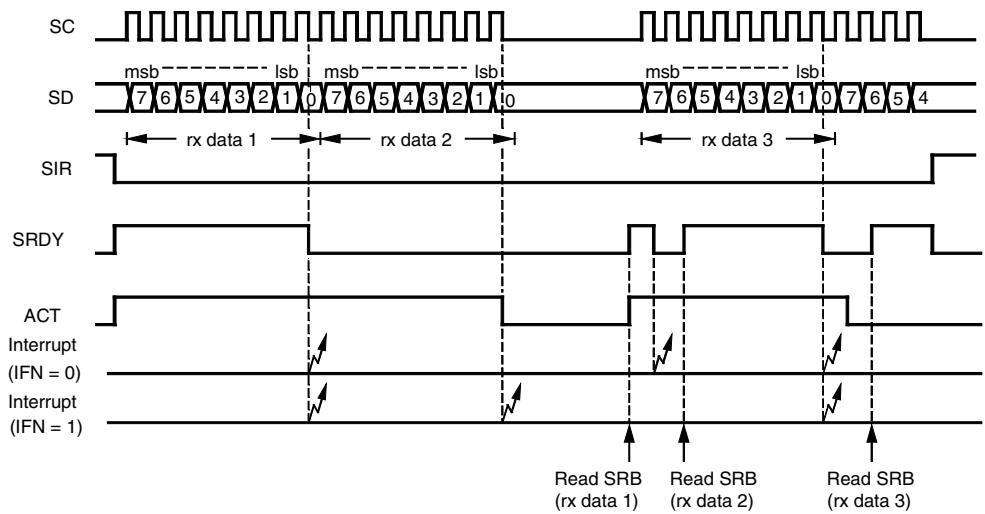 SC
msb lsb msb lsb msb lsb
SD 7 6 5 4 3 2 1 0 7 6 5 4 3 2 1 0 7 6 5 4 3 2 1 0 7 6 5 4
rx data 1 rx data 2 rx data 3
SIR
SRDY
ACT
Interrupt
(IFN = 0)
Interrupt
(IFN = 1)
Read SRB Read SRB Read SRB
(rx data 1) (rx data 2) (rx data 3)